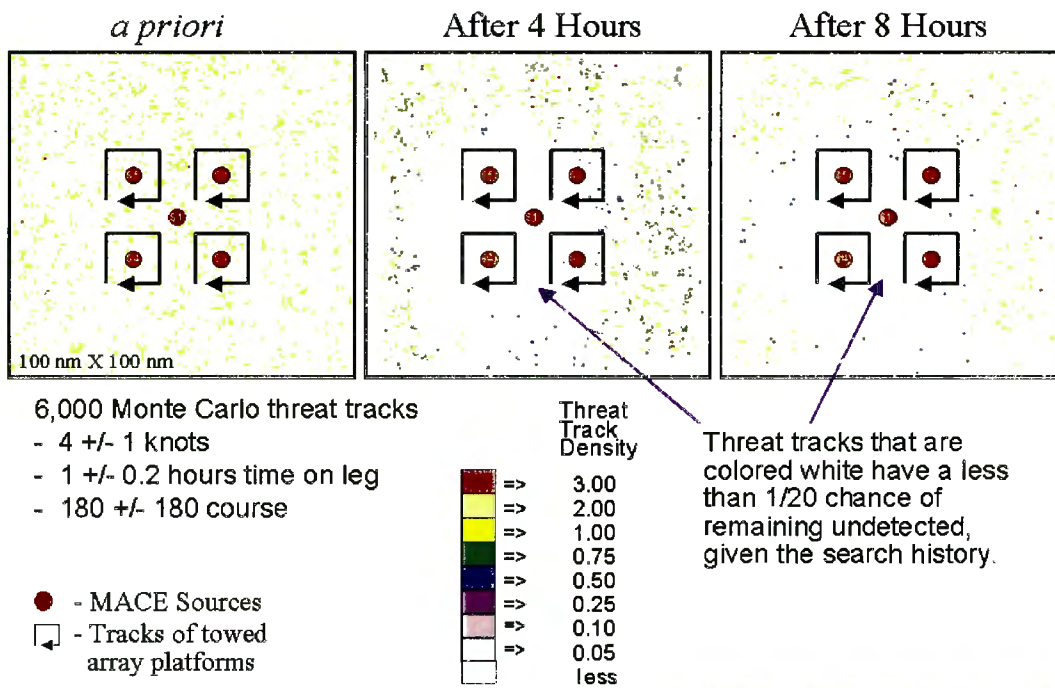 a priori
After 4 Hours
After 8 Hours
100 nm X 100 nm
6,000 Monte Carlo threat tracks
- 4 +/- 1 knots
- 1 +/- 0.2 hours time on leg
- 180 +/- 180 course
- MACE Sources
- Tracks of towed
array platforms
Threat
Track
Density
=> 3.00
=> 2.00
=> 1.00
=> 0.75
=> 0.50
=> 0.25
=> 0.10
=> 0.05
less
Threat tracks that are
colored white have a less
than 1/20 chance of
remaining undetected,
given the search history.